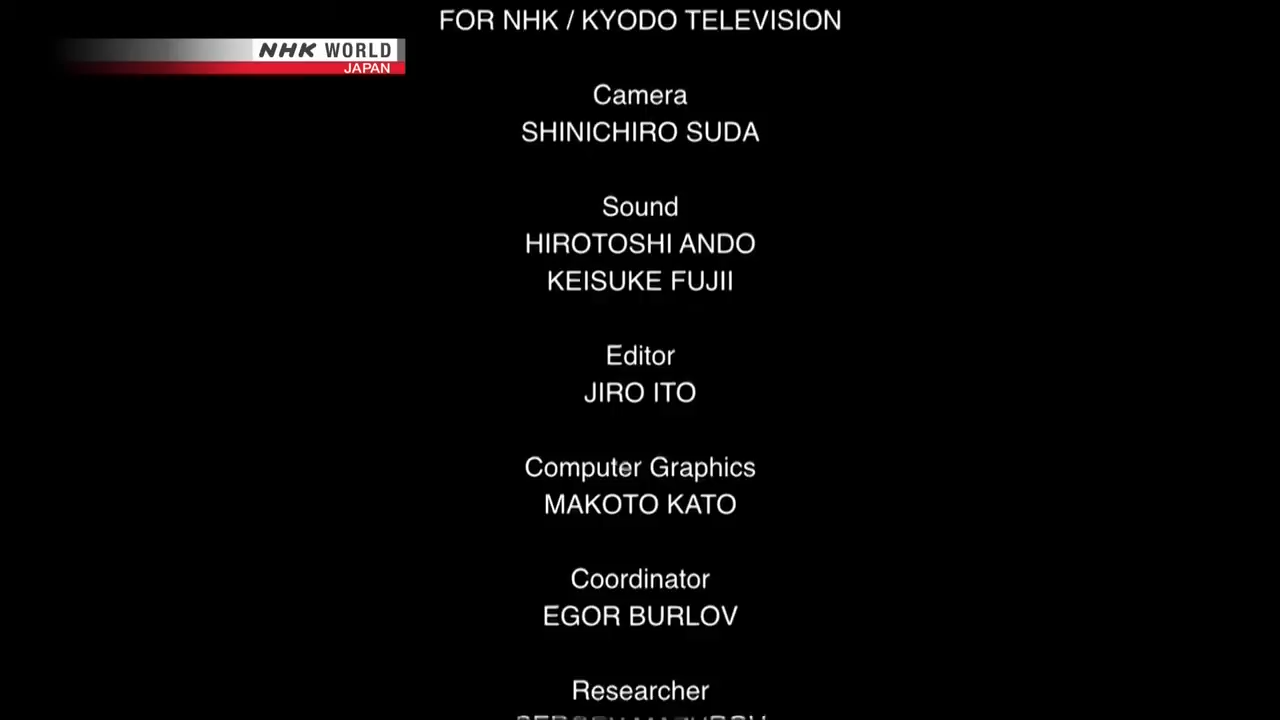 FOR NHK / KYODO TELEVISION
NHK WORLD
JAPAN
Camera
SHINICHIRO SUDA
Sound
HIROTOSHI ANDO
KEISUKE FUJII
Editor
JIRO ITO
Computer Graphics
MAKOTO KATO
Coordinator
EGOR BURLOV
Researcher